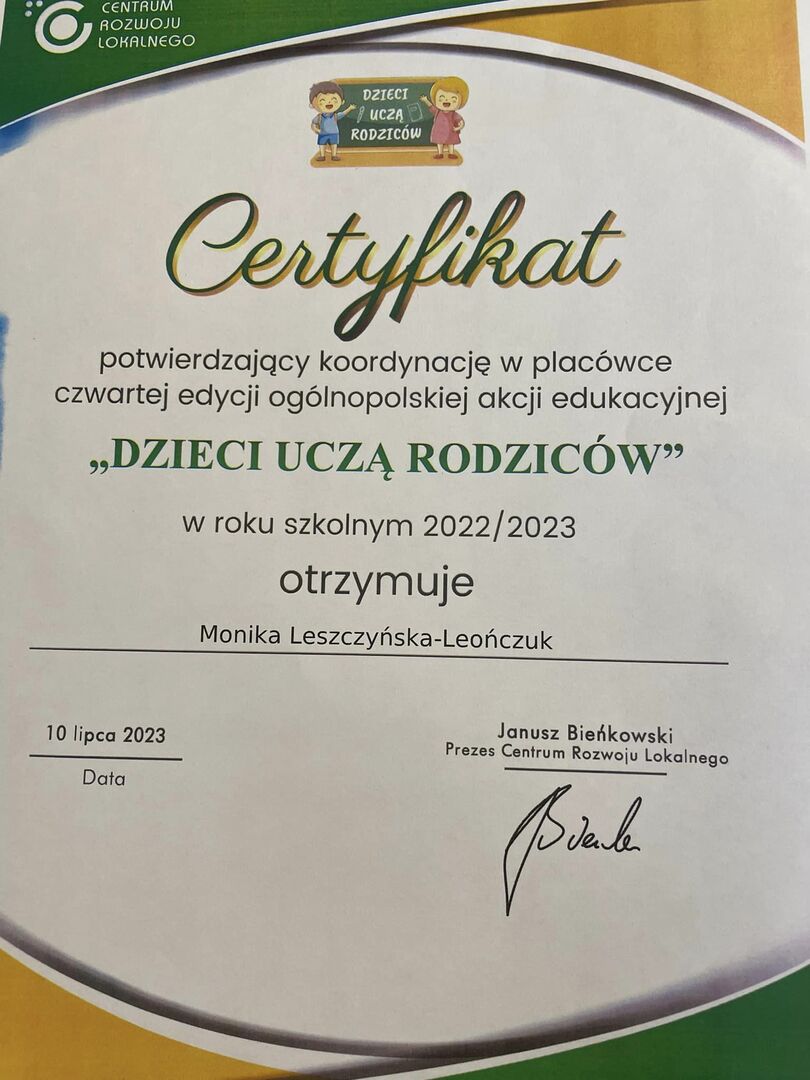 CENTRUM
ROZWOJU
LOKALNEGO
DZIECI
UCZĄ
RODZICÓW
Certyfikat
potwierdzający koordynację w placówce
czwartej edycji ogólnopolskiej akcji edukacyjnej
„DZIECI UCZĄ RODZICÓW”
w roku szkolnym 2022/2023
otrzymuje
Monika Leszczyńska-Leończuk
10 lipca 2023
Data
Janusz Bieńkowski
Prezes Centrum Rozwoju Lokalnego